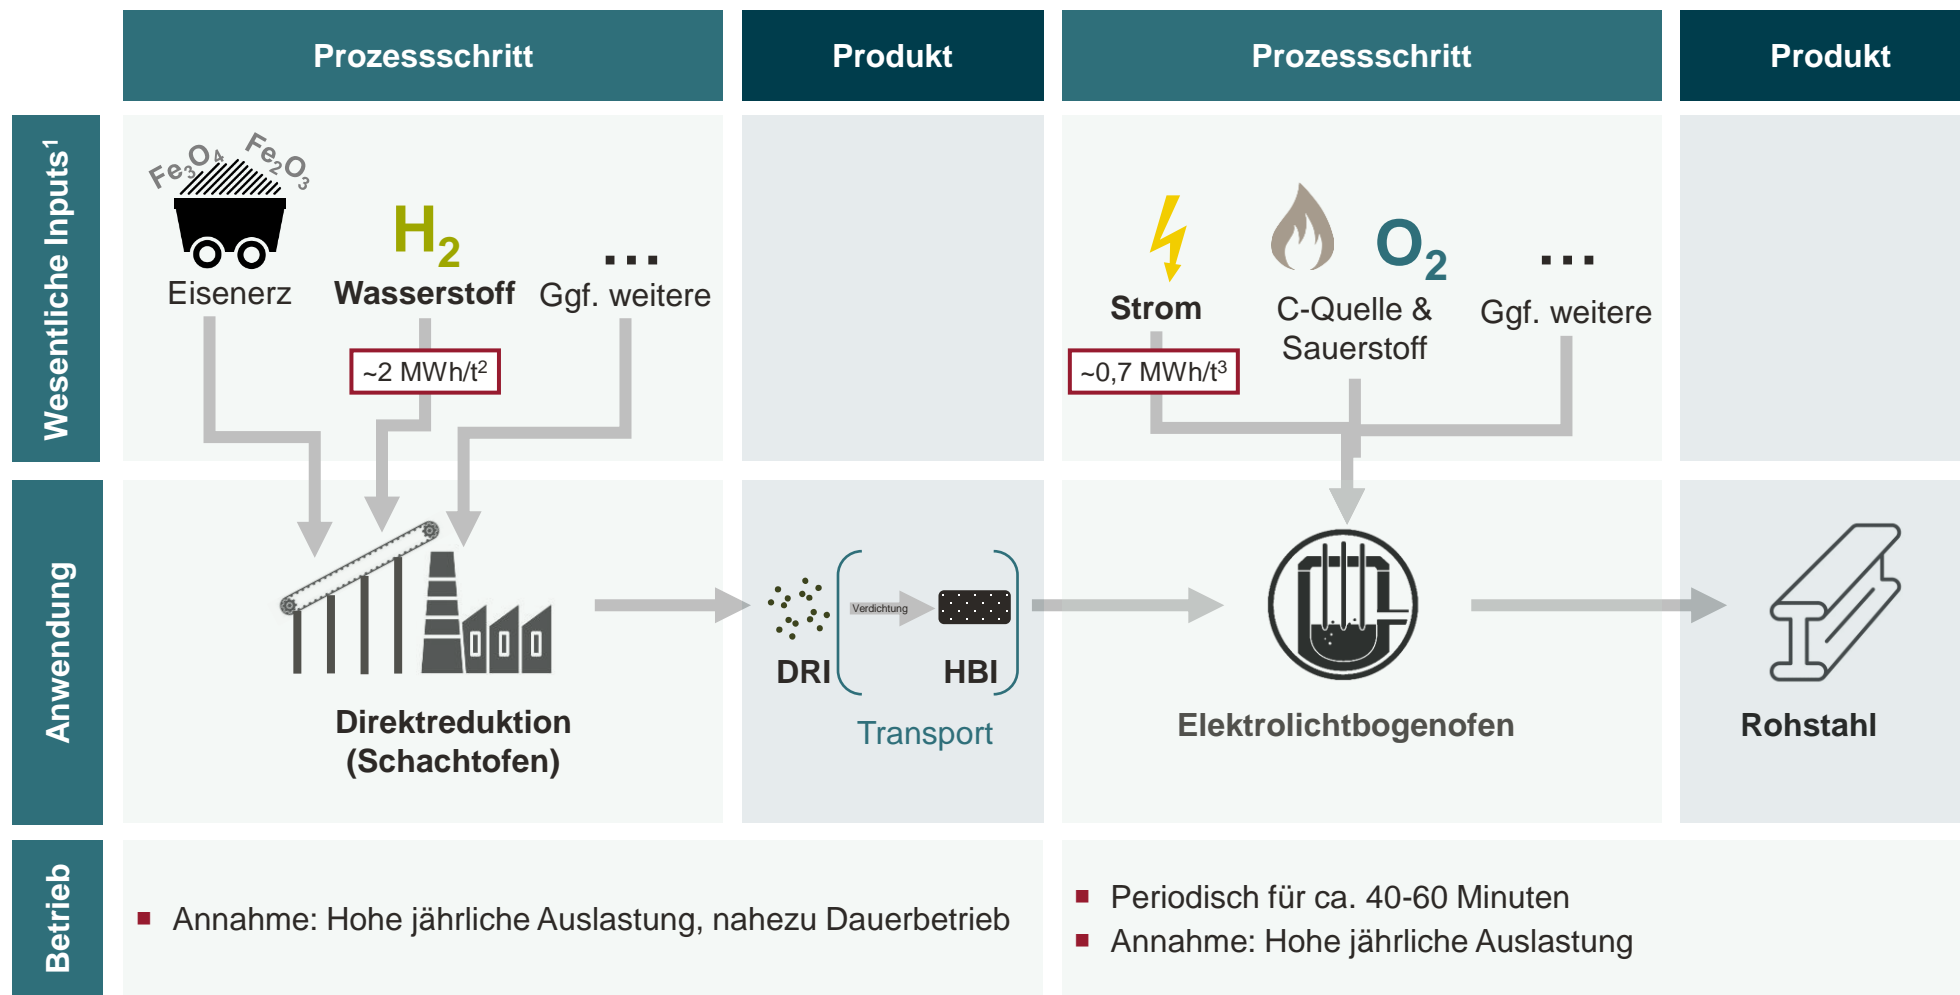 Prozessschritt
Produkt
Prozessschritt
Produkt
Wesentliche Inputs¹
Fe₃O₄
Fe₂O₃
Eisenerz
H₂
Wasserstoff
...
Ggf. weitere
~2 MWh/t²
Strom
~0,7 MWh/t³
O₂
C-Quelle &
Sauerstoff
...
Ggf. weitere
Anwendung
Direktreduktion
(Schachtofen)
DRI
Verdichtung
HBI
Transport
Elektrolichtbogenofen
Rohstahl
Betrieb
▪ Annahme: Hohe jährliche Auslastung, nahezu Dauerbetrieb
▪ Periodisch für ca. 40-60 Minuten
▪ Annahme: Hohe jährliche Auslastung